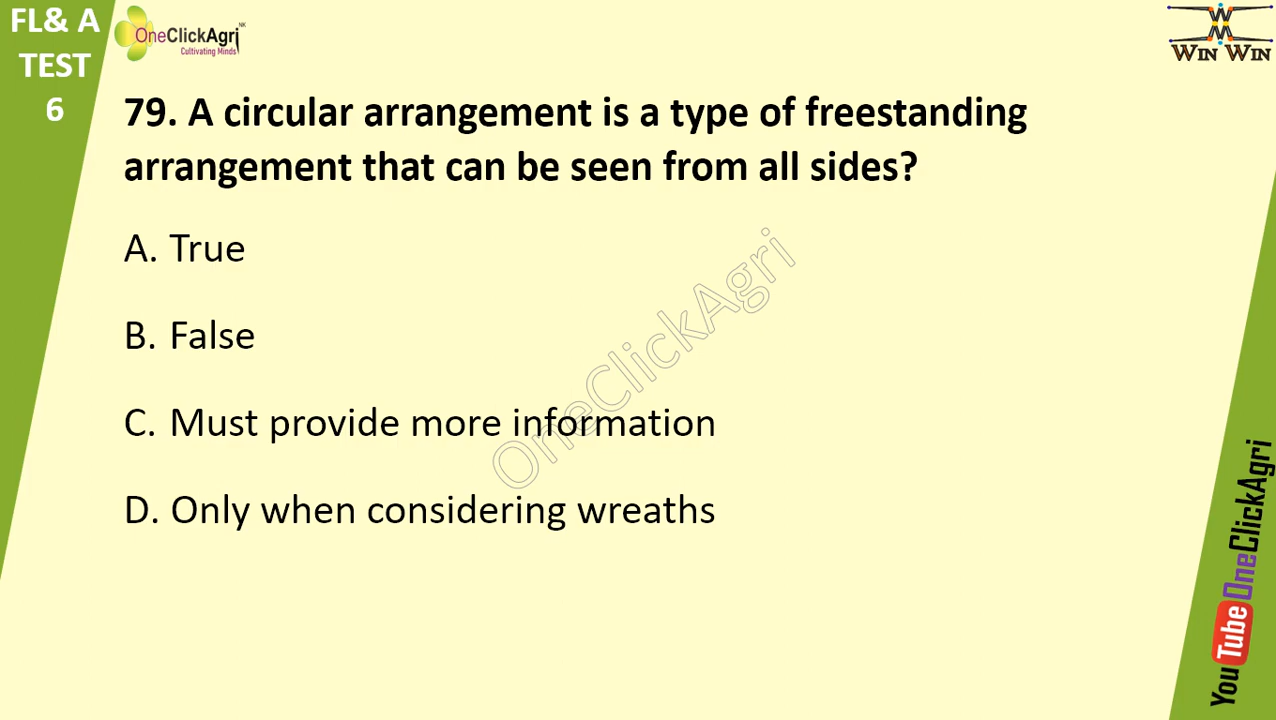 FL& A
TEST
6
OneClickAgri
NK
Cultivating Minds
WIN WIN
79. A circular arrangement is a type of freestanding
arrangement that can be seen from all sides?
A. True
B. False
C. Must provide more information
D. Only when considering wreaths
OneClickAgri
YouTube OneClickAgri